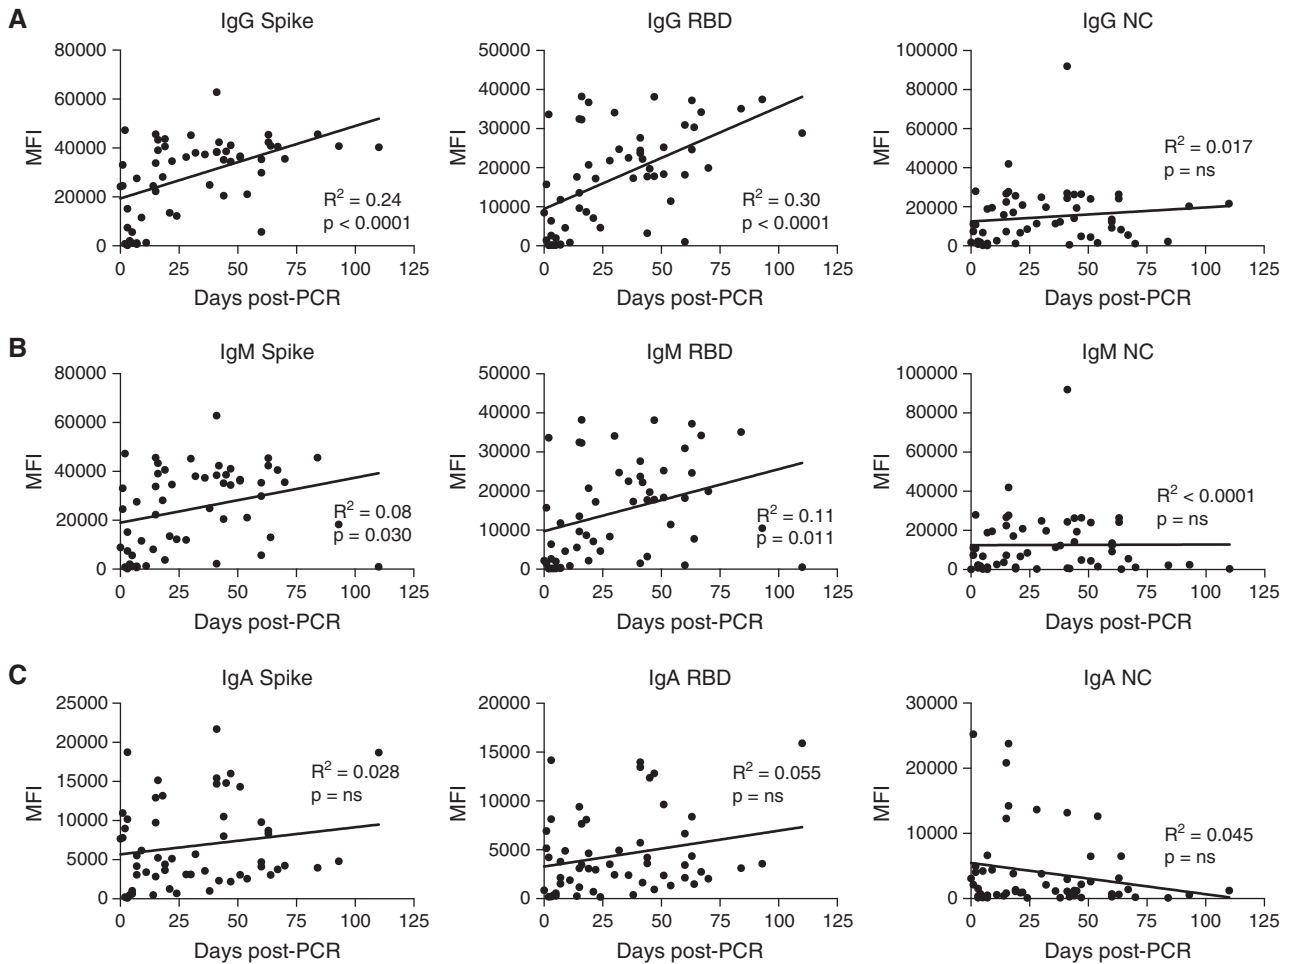 A
IgG Spike
IgG RBD
IgG NC
MFI
80000
60000
40000
20000
0
0 25 50 75 100 125
Days post-PCR
R² = 0.24
p < 0.0001
MFI
50000
40000
30000
20000
10000
0
0 25 50 75 100 125
Days post-PCR
R² = 0.30
p < 0.0001
MFI
100000
80000
60000
40000
20000
0
0 25 50 75 100 125
Days post-PCR
R² = 0.017
p = ns
B
IgM Spike
IgM RBD
IgM NC
MFI
80000
60000
40000
20000
0
0 25 50 75 100 125
Days post-PCR
R² = 0.08
p = 0.030
MFI
50000
40000
30000
20000
10000
0
0 25 50 75 100 125
Days post-PCR
R² = 0.11
p = 0.011
MFI
100000
80000
60000
40000
20000
0
0 25 50 75 100 125
Days post-PCR
R² < 0.0001
p = ns
C
IgA Spike
IgA RBD
IgA NC
MFI
25000
20000
15000
10000
5000
0
0 25 50 75 100 125
Days post-PCR
R² = 0.028
p = ns
MFI
20000
15000
10000
5000
0
0 25 50 75 100 125
Days post-PCR
R² = 0.055
p = ns
MFI
30000
20000
10000
0
0 25 50 75 100 125
Days post-PCR
R² = 0.045
p = ns